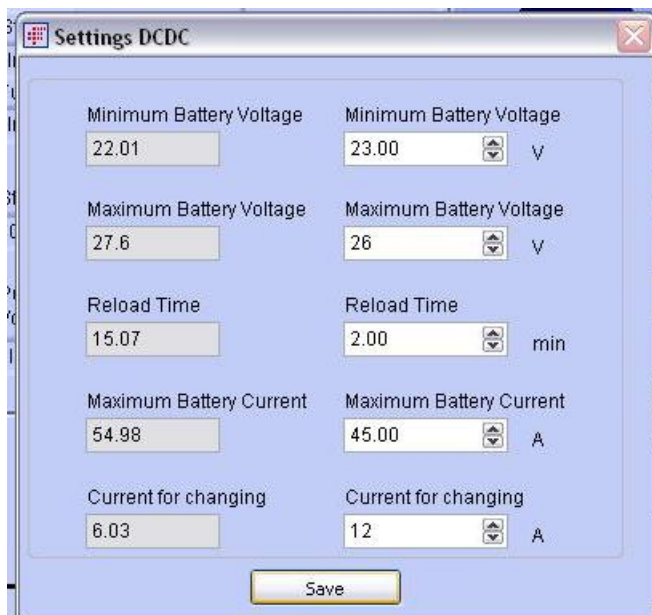 Settings DCDC
Minimum Battery Voltage Minimum Battery Voltage
22.01 23.00 V
Maximum Battery Voltage Maximum Battery Voltage
27.6 26 V
Reload Time Reload Time
15.07 2.00 min
Maximum Battery Current Maximum Battery Current
54.98 45.00 A
Current for changing Current for changing
6.03 12 A
Save